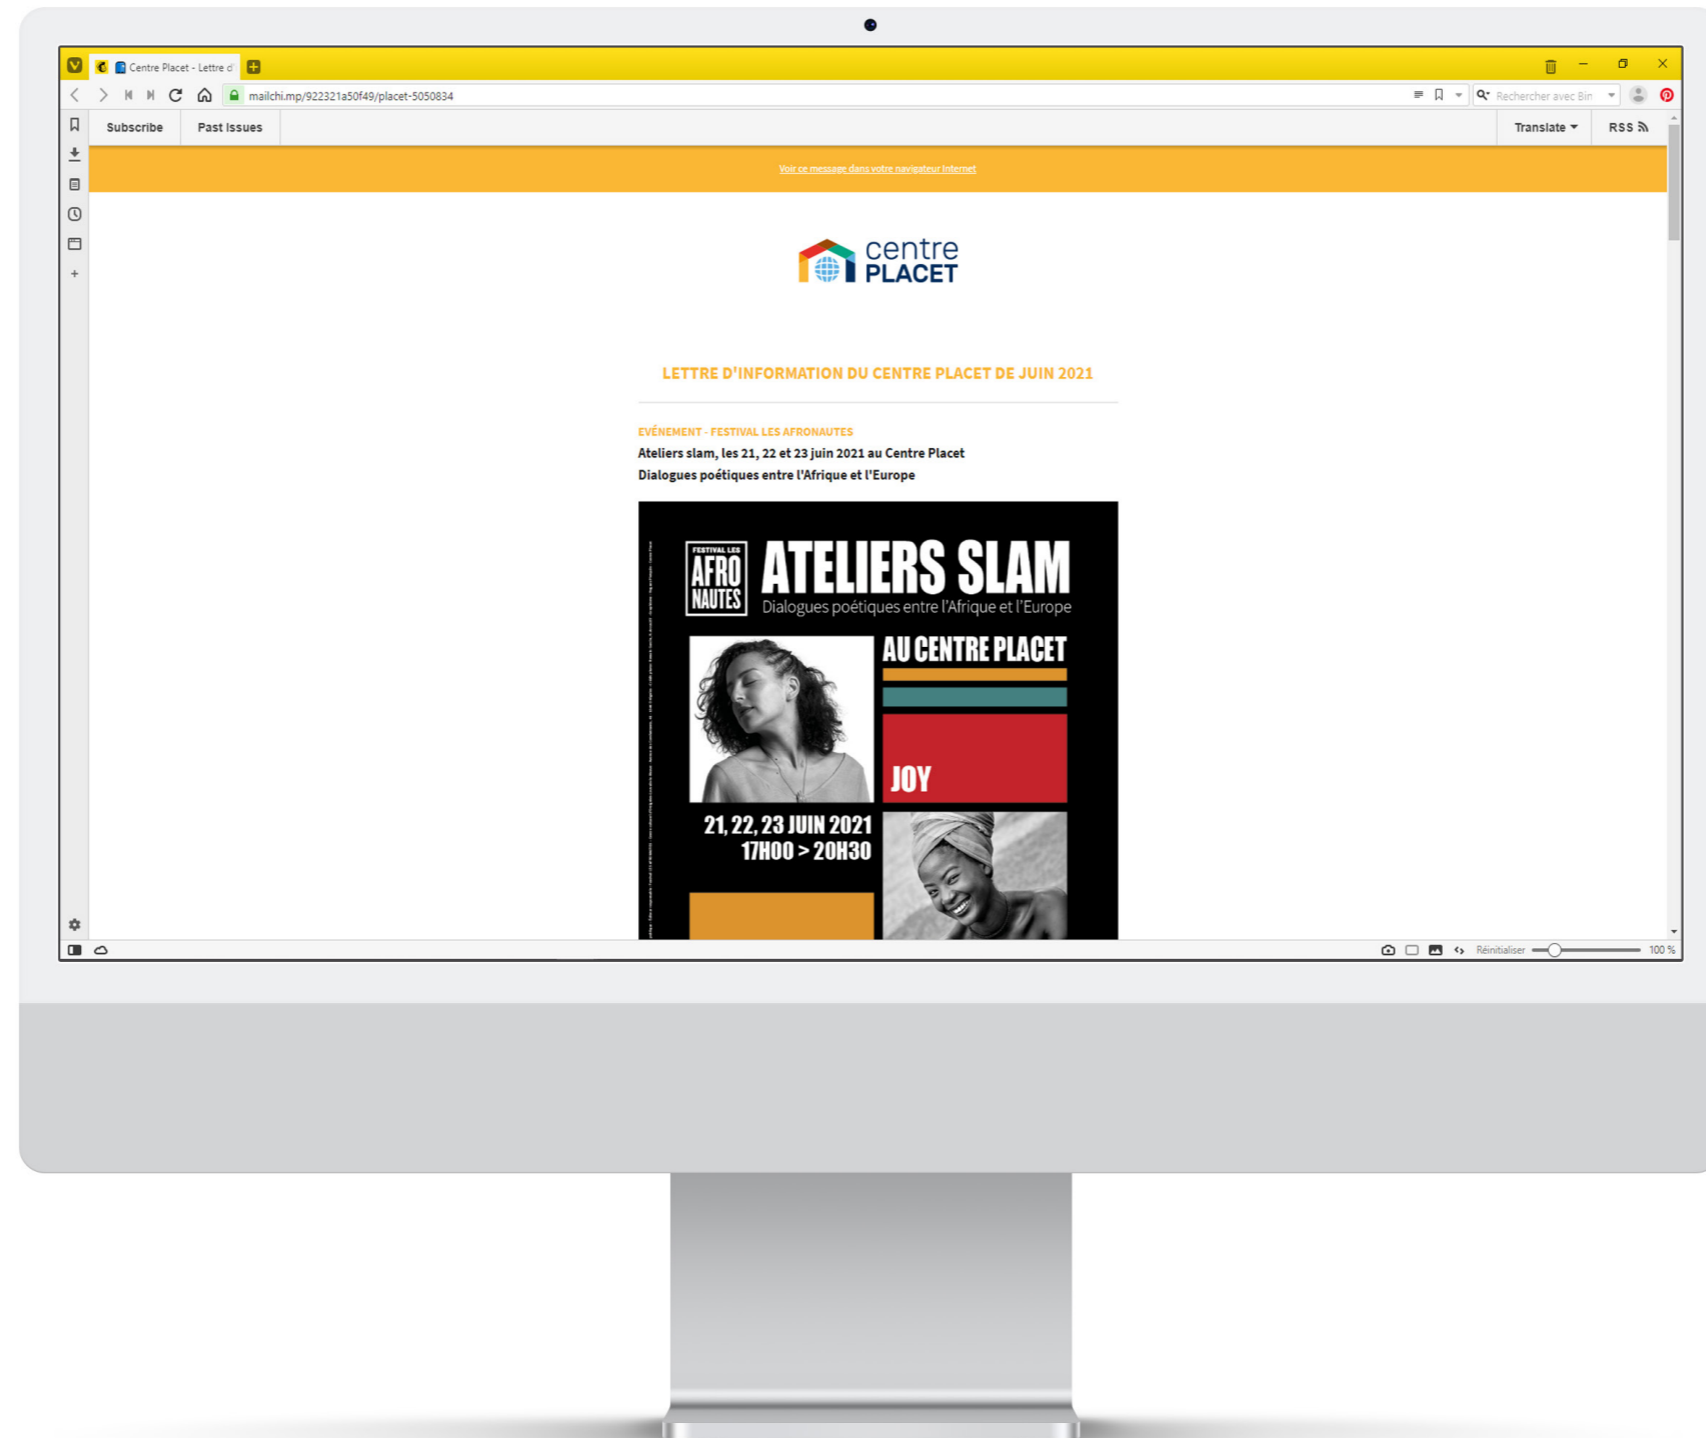 Centre Placet - Lettre d'
mailchi.mp/922321a50f49/placet-5050834
Rechercher avec Bin
Subscribe
Past Issues
Translate
RSS
Voir ce message dans votre navigateur Internet
centre
PLACET
LETTRE D'INFORMATION DU CENTRE PLACET DE JUIN 2021
EVÉNEMENT - FESTIVAL LES AFRONAUTES
Ateliers slam, les 21, 22 et 23 juin 2021 au Centre Placet
Dialogues poétiques entre l'Afrique et l'Europe
FESTIVAL LES
AFRO
NAUTES
ATELIERS SLAM
Dialogues poétiques entre l'Afrique et l'Europe
AU CENTRE PLACET
JOY
21, 22, 23 JUIN 2021
17H00 > 20H30
Réinitialiser
100 %